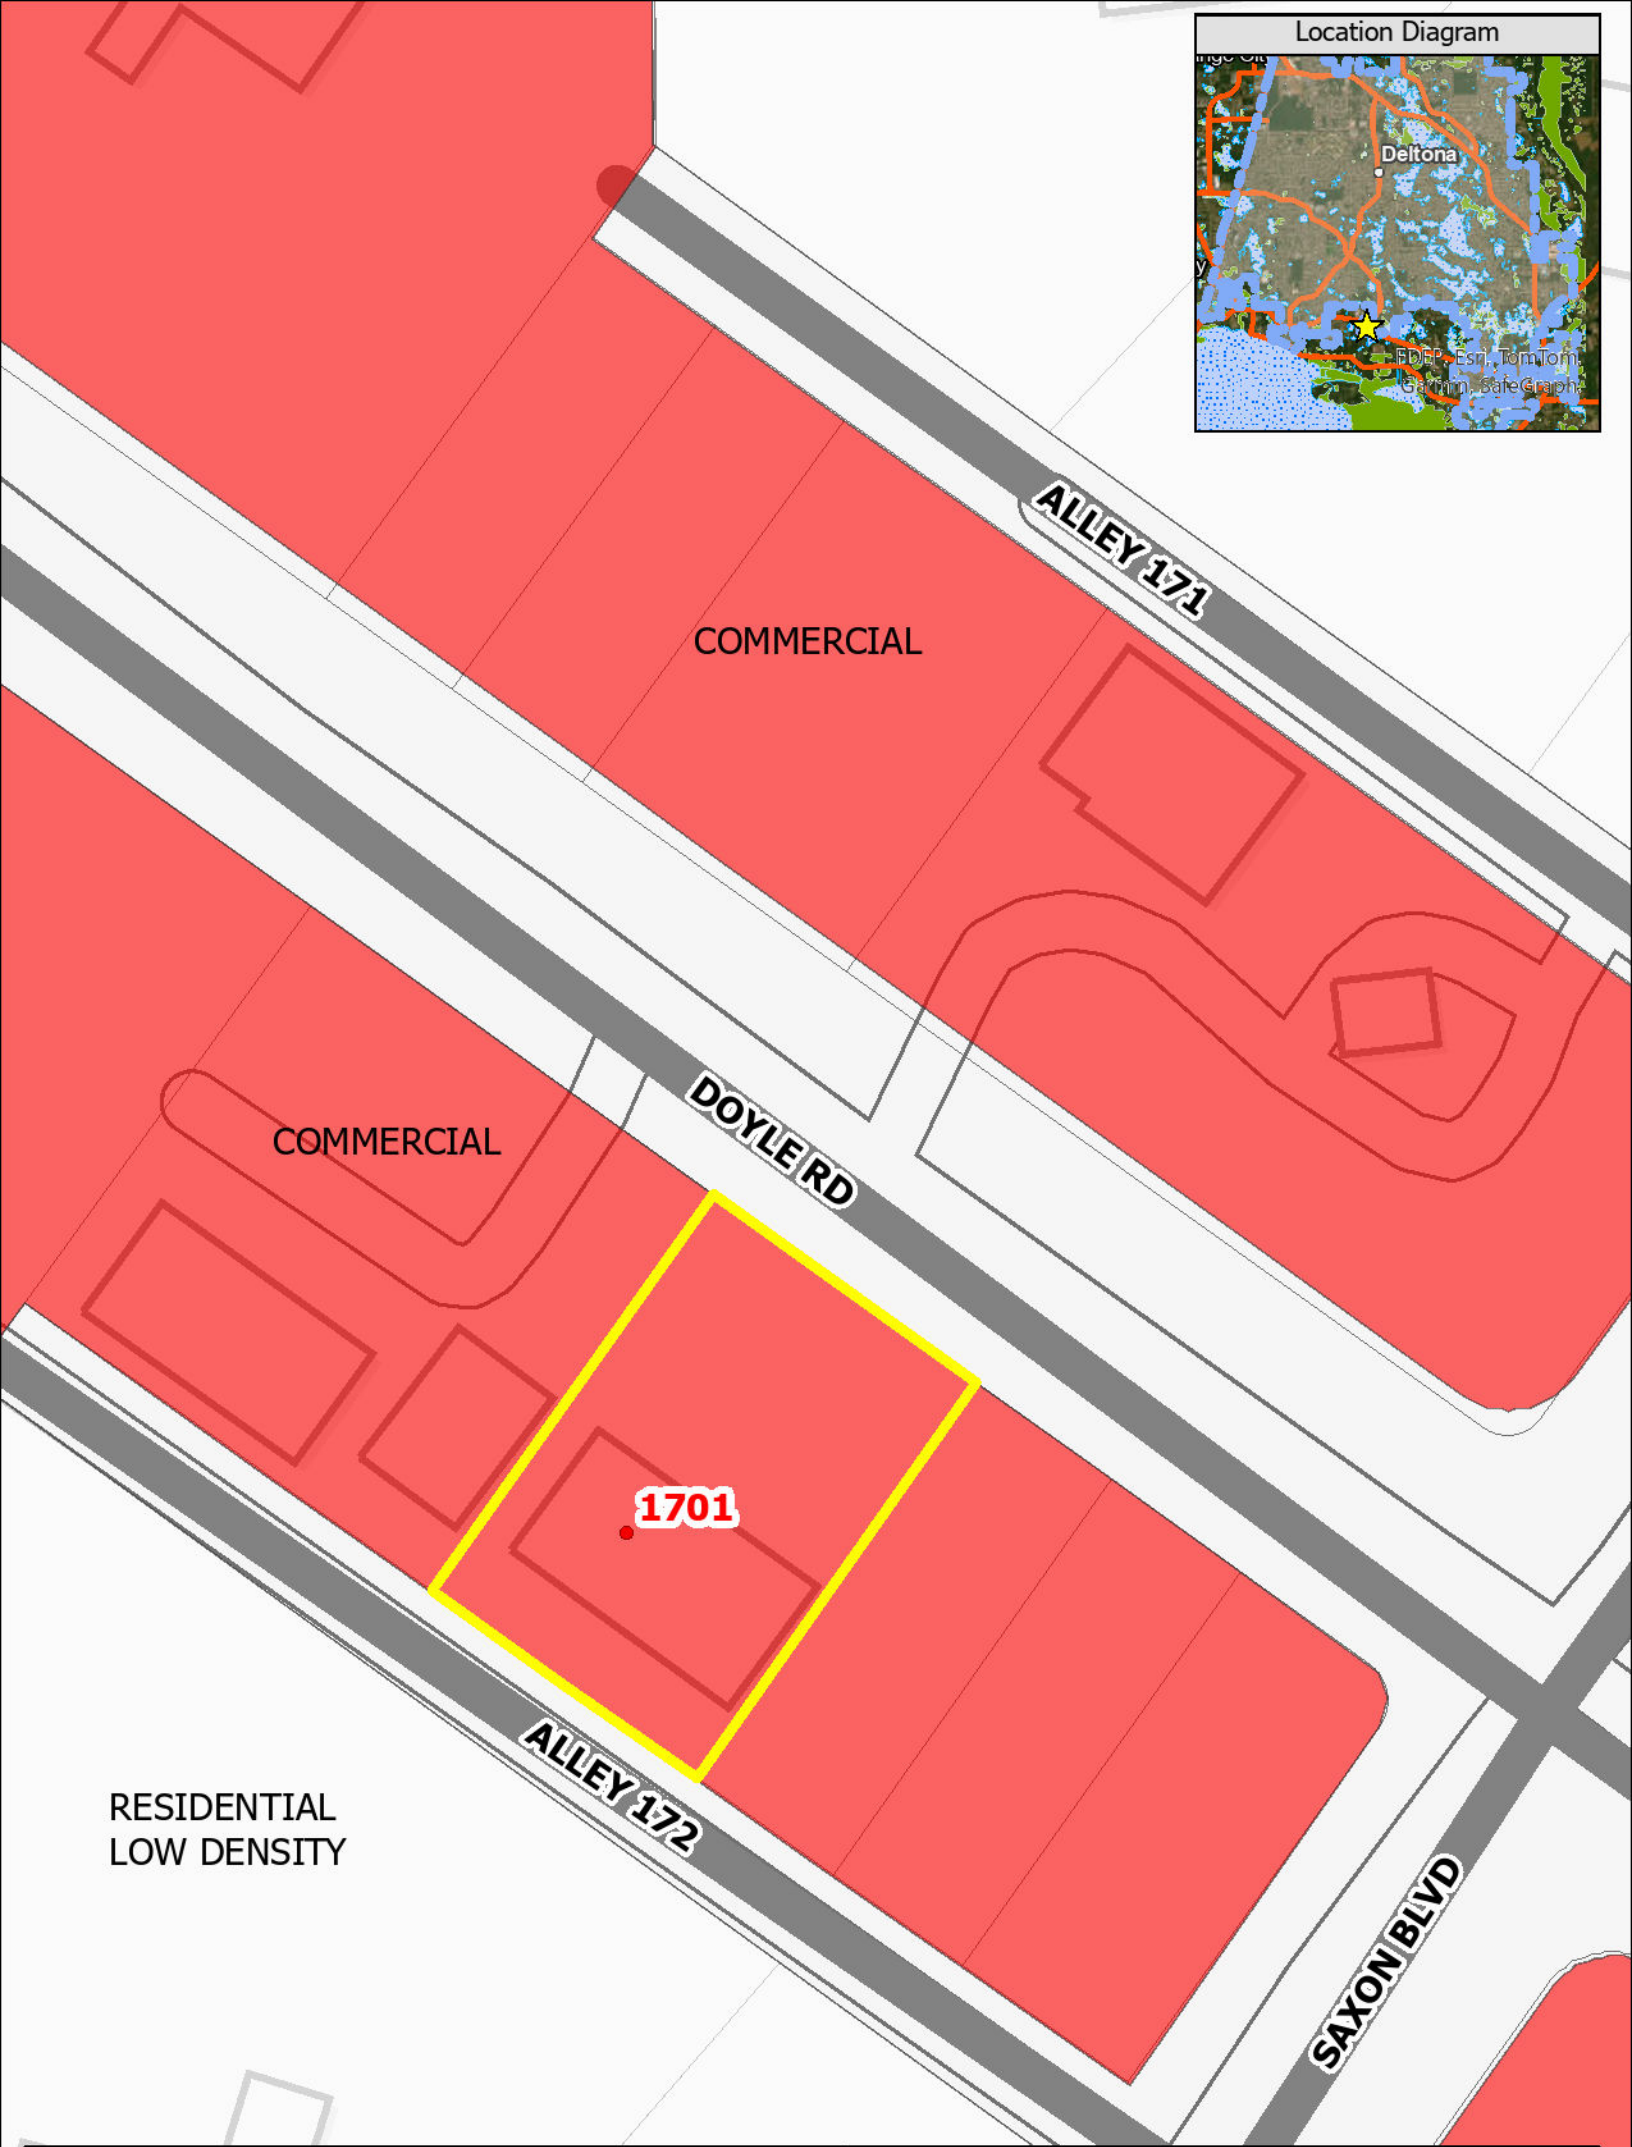 Location Diagram
Deltona
FDEP, Esri, TomTom,
Garmin, SafeGraph,
ALLEY 171
COMMERCIAL
DOYLE RD
COMMERCIAL
1701
ALLEY 172
RESIDENTIAL
LOW DENSITY
SAXON BLVD